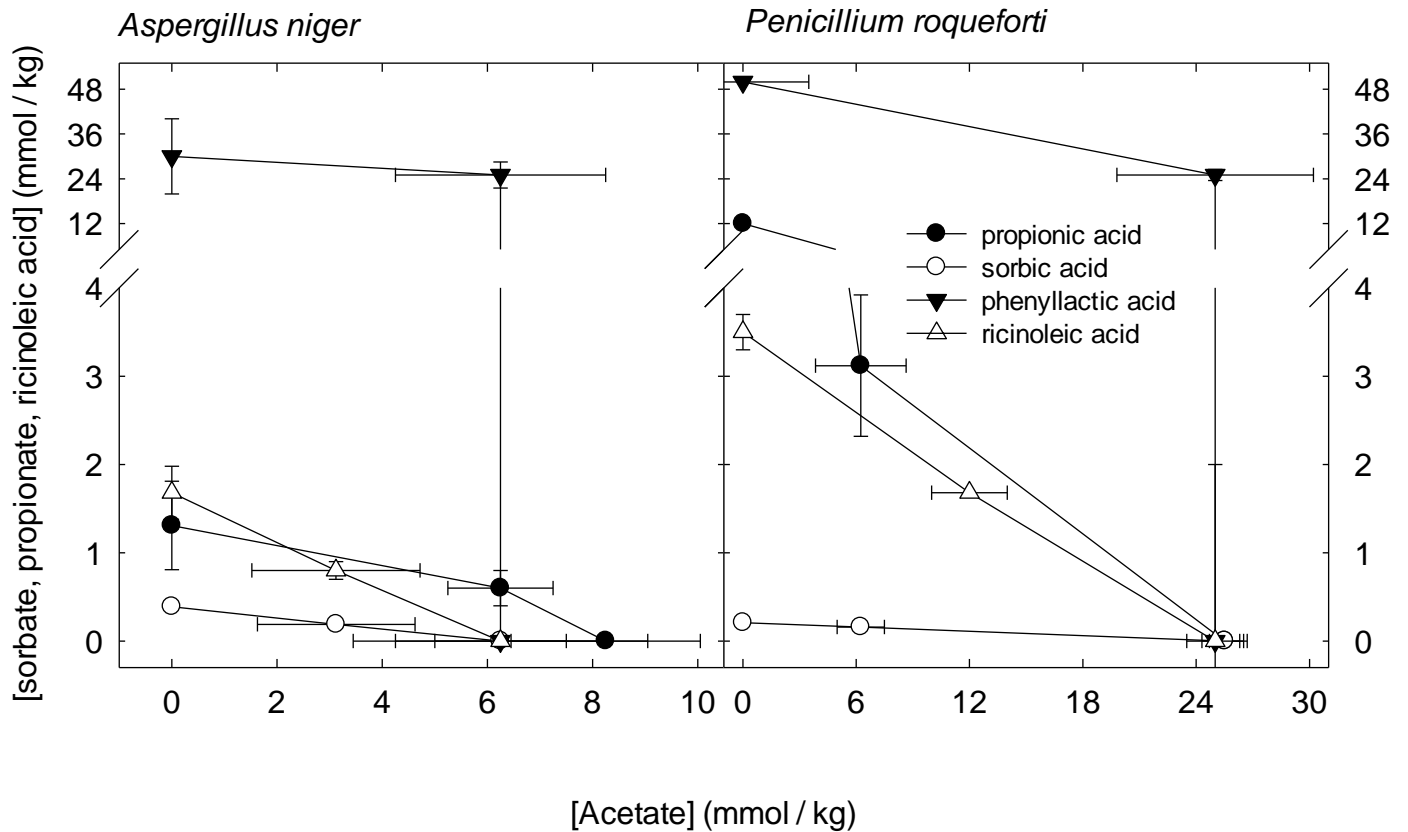 Aspergillus niger
Penicillium roqueforti
[sorbate, propionate, ricinoleic acid] (mmol / kg)
48
36
24
12
4
3
2
1
0
48
36
24
12
4
3
2
1
0
propionic acid
sorbic acid
phenyllactic acid
ricinoleic acid
0 2 4 6 8 10
0 6 12 18 24 30
[Acetate] (mmol / kg)